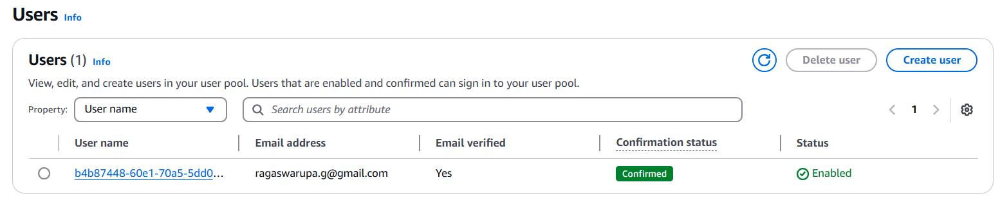 Users Info
Users (1) Info
Delete user
Create user
View, edit, and create users in your user pool. Users that are enabled and confirmed can sign in to your user pool.
Property: User name
Search users by attribute
1
User name Email address Email verified Confirmation status Status
b4b87448-60e1-70a5-5dd0... ragaswarupa.g@gmail.com Yes Confirmed Enabled